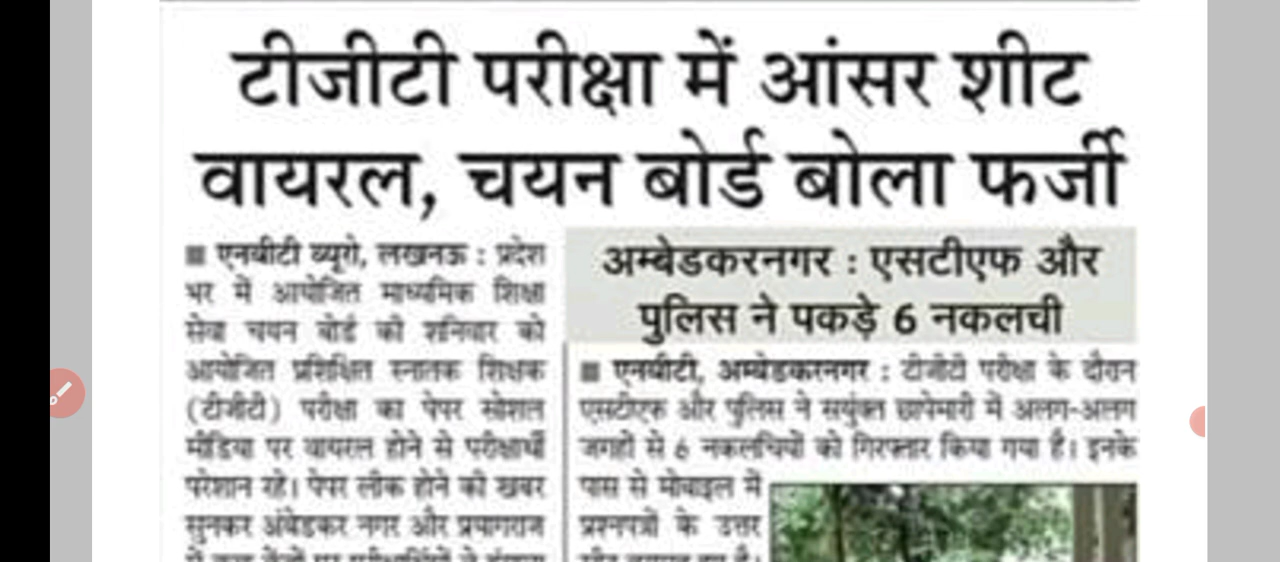 टीजीटी परीक्षा में आंसर शीट
वायरल, चयन बोर्ड बोला फर्जी
■ एनबीटी ब्यूरो, लखनऊ : प्रदेश
भर में आयोजित माध्यमिक शिक्षा
सेवा चयन बोर्ड की शनिवार को
आयोजित प्रशिक्षित स्नातक शिक्षक
(टीजीटी) परीक्षा का पेपर सोशल
मीडिया पर वायरल होने से परीक्षार्थी
परेशान रहे। पेपर लीक होने की खबर
सुनकर अंबेडकर नगर और प्रयागराज
अम्बेडकरनगर : एसटीएफ और
पुलिस ने पकड़े 6 नकलची
■ एनबीटी, अम्बेडकरनगर : टीजीटी परीक्षा के दौरान
एसटीएफ और पुलिस ने सयुंक्त छापेमारी में अलग-अलग
जगहों से 6 नकलचियों को गिरफ्तार किया गया है। इनके
पास से मोबाइल में
प्रश्नपत्रों के उत्तर